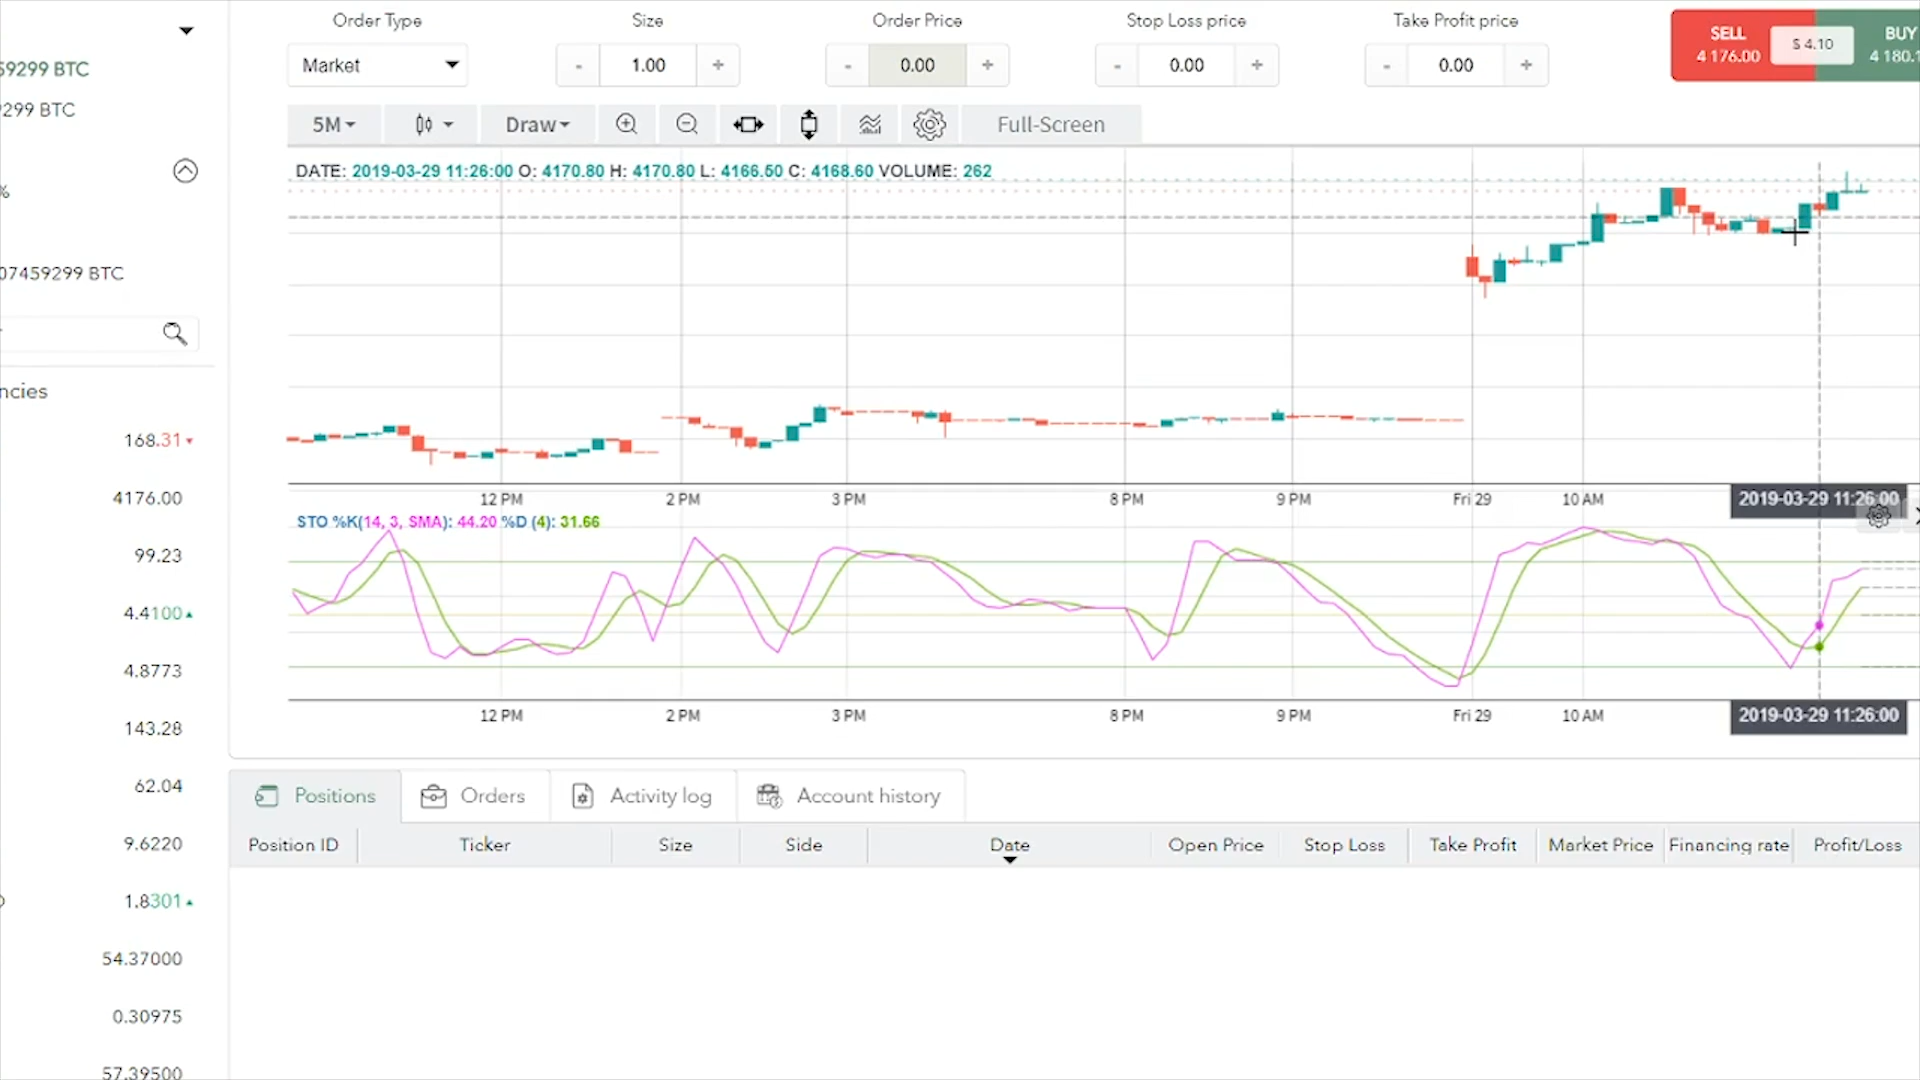 Order Type Size Order Price Stop Loss price Take Profit price
Market - 1.00 + - 0.00 + - 0.00 + - 0.00 +
SELL $ 4.10 BUY
4 176.00 4 180.1
59299 BTC
299 BTC
%
07459299 BTC
ncies
168.31
4176.00
99.23
4.4100
4.8773
143.28
62.04
9.6220
1.8301
54.37000
0.30975
57.39500
5M Draw Full-Screen
DATE: 2019-03-29 11:26:00 O: 4170.80 H: 4170.80 L: 4166.50 C: 4168.60 VOLUME: 262
12 PM 2 PM 3 PM 8 PM 9 PM Fri 29 10 AM 2019-03-29 11:26:00
STO %K(14, 3, SMA): 44.20 %D (4): 31.66
12 PM 2 PM 3 PM 8 PM 9 PM Fri 29 10 AM 2019-03-29 11:26:00
Positions Orders Activity log Account history
Position ID Ticker Size Side Date Open Price Stop Loss Take Profit Market Price Financing rate Profit/Loss